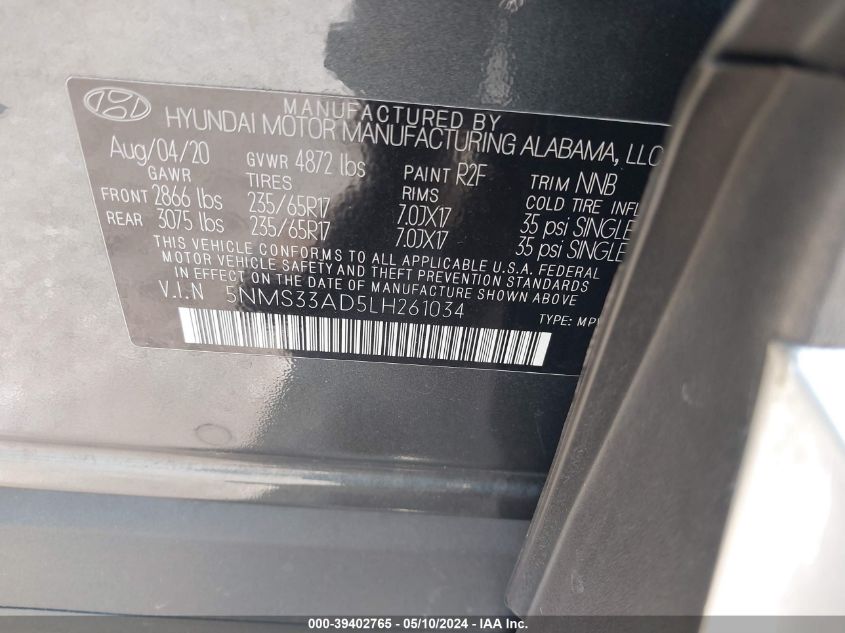 MANUFACTURED BY
HYUNDAI MOTOR MANUFACTURING ALABAMA, LLC
Aug/04/20 GVWR 4872 lbs PAINT R2F TRIM NNB
GAWR TIRES RIMS COLD TIRE INFL
FRONT 2866 lbs 235/65R17 7.0JX17 35 psi SINGLE
REAR 3075 lbs 235/65R17 7.0JX17 35 psi SINGLE
THIS VEHICLE CONFORMS TO ALL APPLICABLE U.S.A. FEDERAL
MOTOR VEHICLE SAFETY AND THEFT PREVENTION STANDARDS
IN EFFECT ON THE DATE OF MANUFACTURE SHOWN ABOVE
V.I.N 5NMS33AD5LH261034
TYPE: MPV
000-39402765 - 05/10/2024 - IAA Inc.